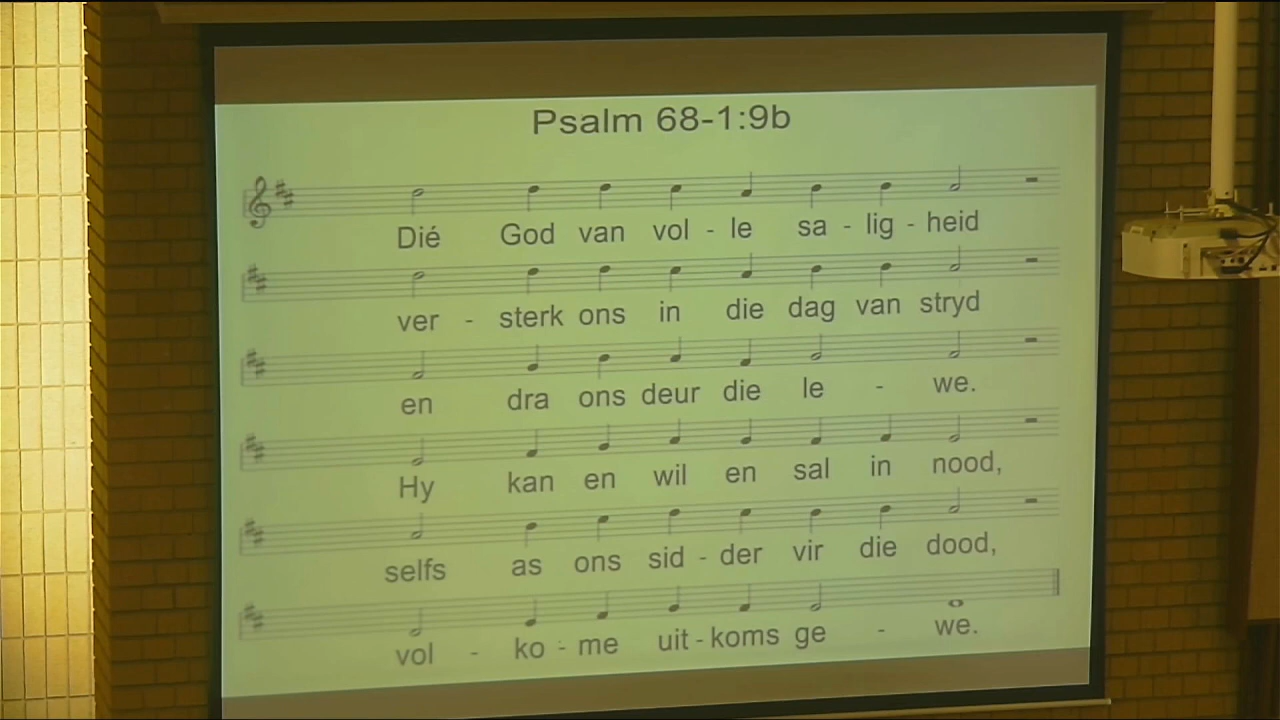 Psalm 68-1:9b
Dié God van vol - le sa - lig - heid
ver - sterk ons in die dag van stryd
en dra ons deur die le - we.
Hy kan en wil en sal in nood,
selfs as ons sid - der vir die dood,
vol - ko - me uit - koms ge - we.